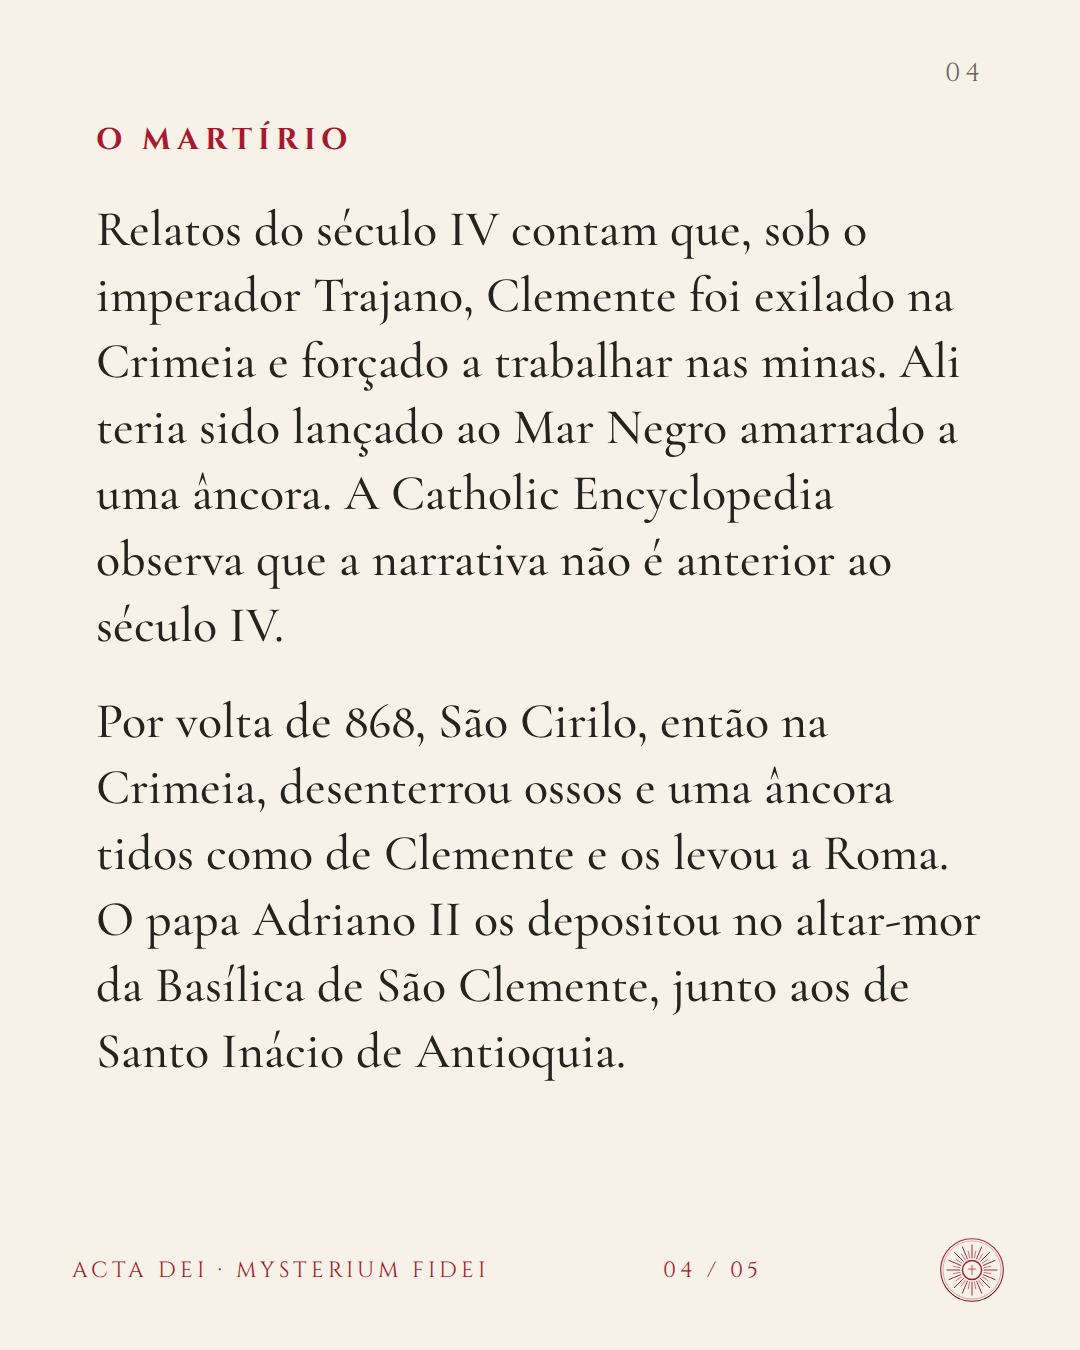 04
O MARTÍRIO
Relatos do século IV contam que, sob o
imperador Trajano, Clemente foi exilado na
Crimeia e forçado a trabalhar nas minas. Ali
teria sido lançado ao Mar Negro amarrado a
uma âncora. A Catholic Encyclopedia
observa que a narrativa não é anterior ao
século IV.
Por volta de 868, São Cirilo, então na
Crimeia, desenterrou ossos e uma âncora
tidos como de Clemente e os levou a Roma.
O papa Adriano II os depositou no altar-mor
da Basílica de São Clemente, junto aos de
Santo Inácio de Antioquia.
ACTA DEI · MYSTERIUM FIDEI
04 / 05